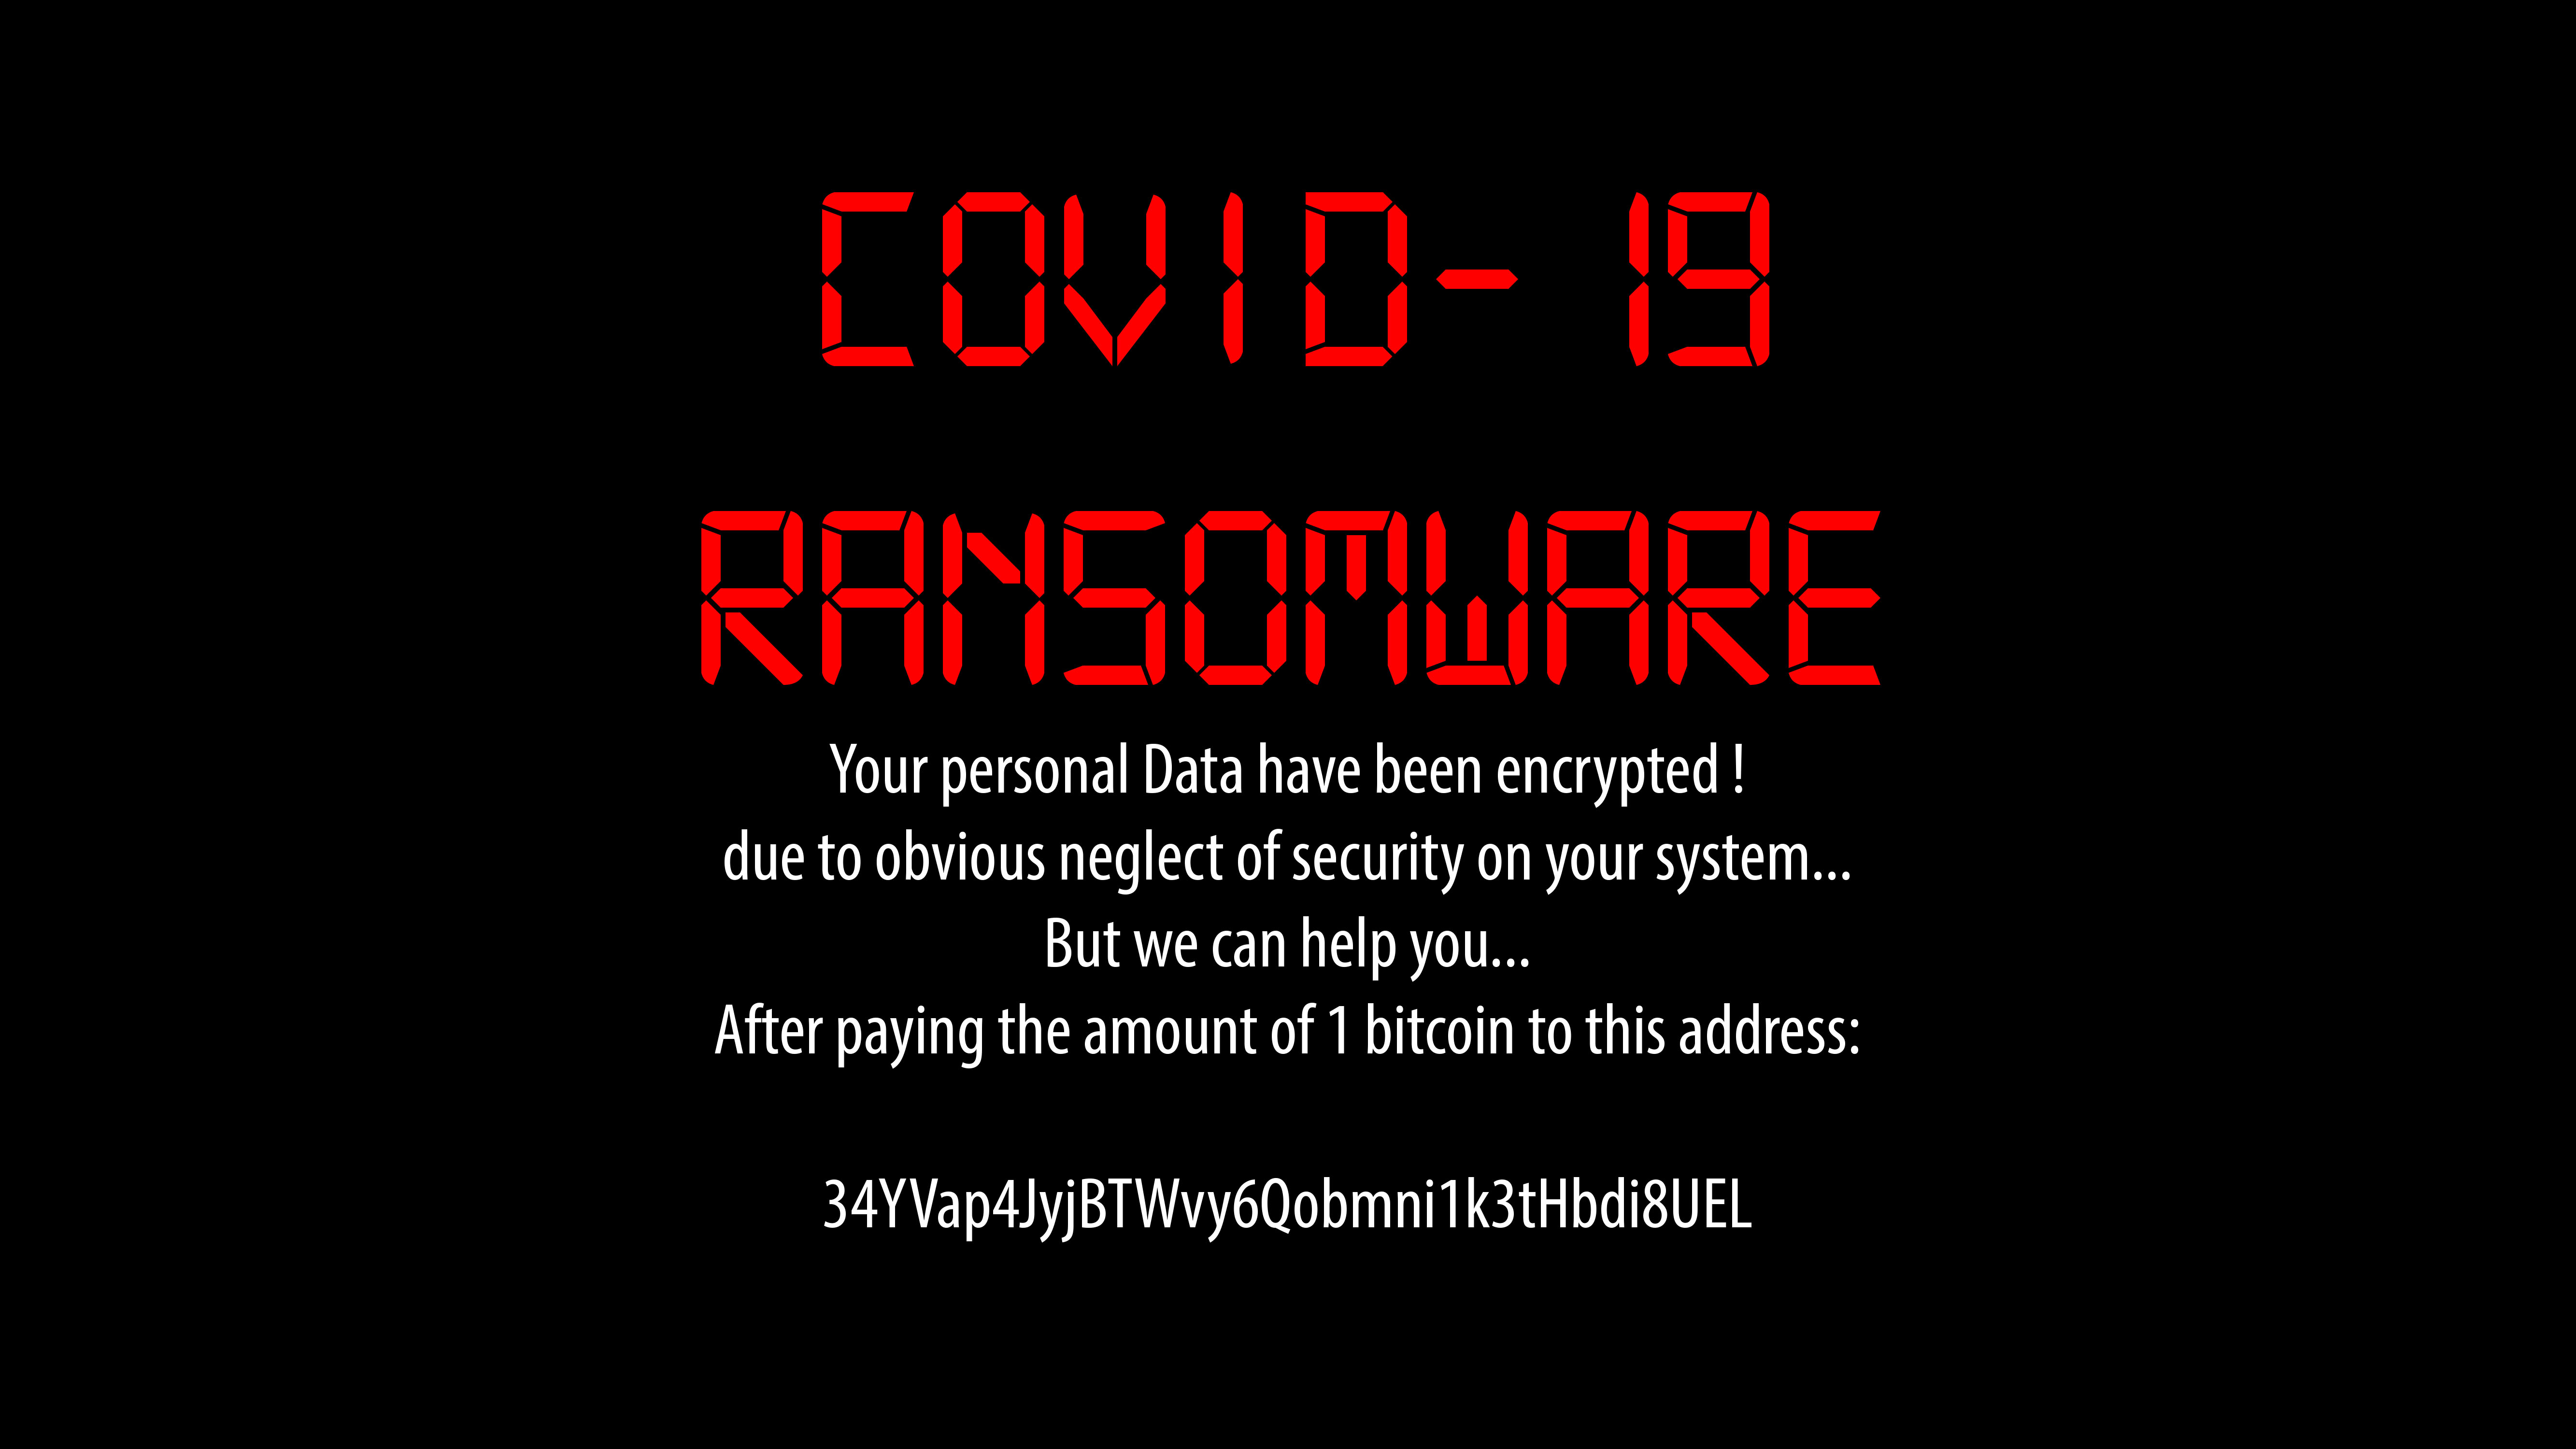 COVID-19
RANSOMWARE
Your personal Data have been encrypted !
due to obvious neglect of security on your system...
But we can help you...
After paying the amount of 1 bitcoin to this address:
34YVap4JyjBTWvy6Qobmni1k3tHbdi8UEL